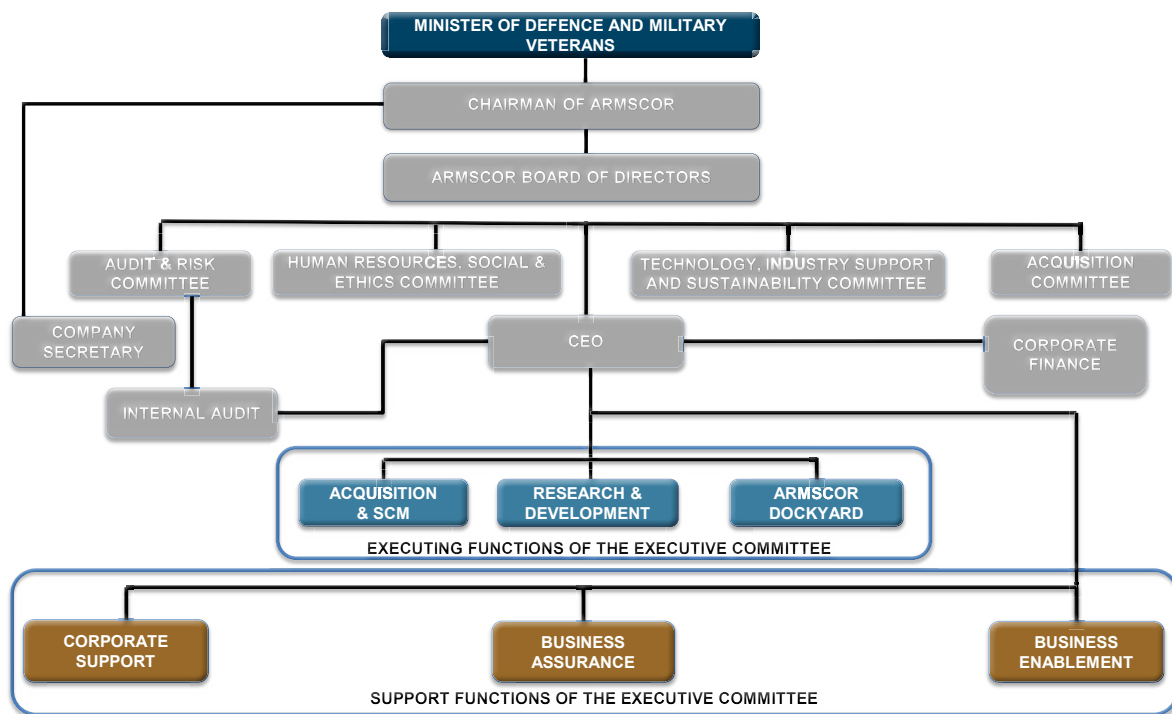 MINISTER OF DEFENCE AND MILITARY
VETERANS
CHAIRMAN OF ARMSCOR
ARMSCOR BOARD OF DIRECTORS
AUDIT & RISK
COMMITTEE
HUMAN RESOURCES, SOCIAL &
ETHICS COMMITTEE
TECHNOLOGY, INDUSTRY SUPPORT
AND SUSTAINABILITY COMMITTEE
ACQUISITION
COMMITTEE
COMPANY
SECRETARY
CEO
CORPORATE
FINANCE
INTERNAL AUDIT
ACQUISITION
& SCM
RESEARCH &
DEVELOPMENT
ARMSCOR
DOCKYARD
EXECUTING FUNCTIONS OF THE EXECUTIVE COMMITTEE
CORPORATE
SUPPORT
BUSINESS
ASSURANCE
BUSINESS
ENABLEMENT
SUPPORT FUNCTIONS OF THE EXECUTIVE COMMITTEE